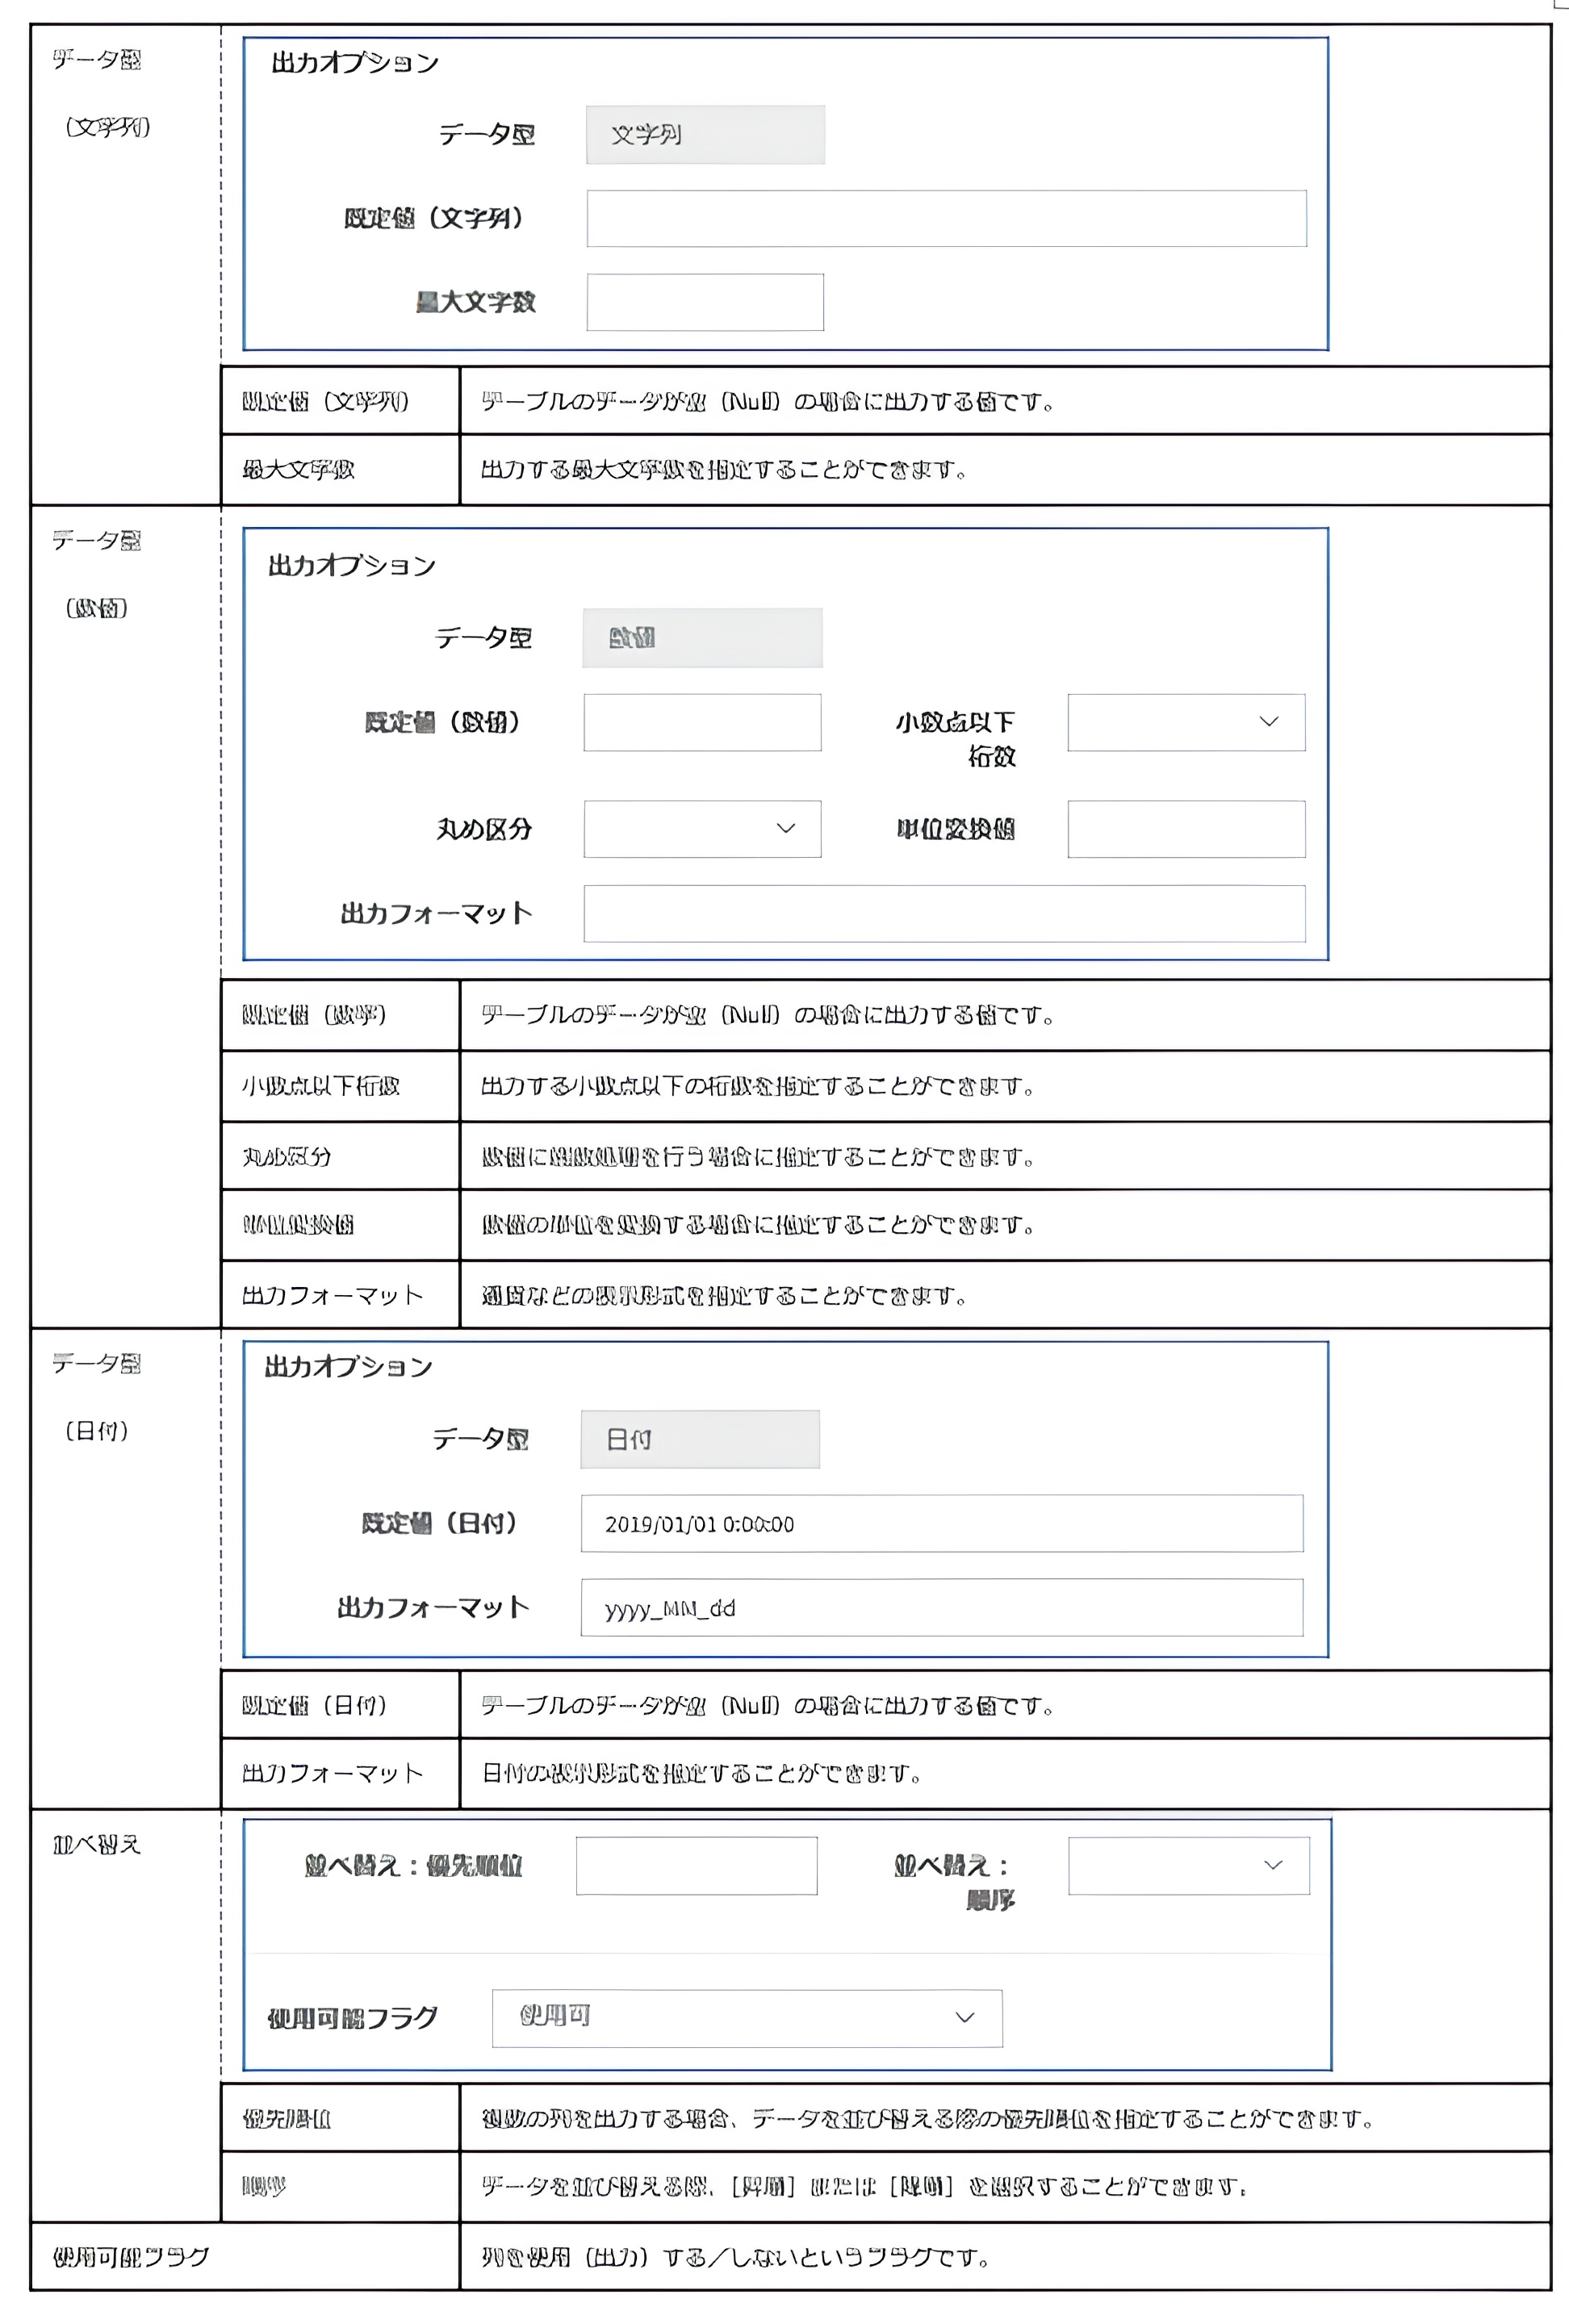 データ型
（文字列）
出力オプション
データ型 文字列
既定値（文字列）
最大文字数
既定値（文字列） テーブルのデータが空（Null）の場合に出力する値です。
最大文字数 出力する最大文字数を指定することができます。
データ型
（数値）
出力オプション
データ型 数値
既定値（数値） 小数点以下
桁数
丸め区分 単位変換値
出力フォーマット
既定値（数字） テーブルのデータが空（Null）の場合に出力する値です。
小数点以下桁数 出力する小数点以下の行数を指定することができます。
丸め区分 数値に端数処理を行う場合に指定することができます。
単位変換値 数値の単位を変換する場合に指定することができます。
出力フォーマット 通貨などの表示形式を指定することができます。
データ型
（日付）
出力オプション
データ型 日付
既定値（日付） 2019/01/01 0:00:00
出力フォーマット yyyy_MM_dd
既定値（日付） テーブルのデータが空（Null）の場合に出力する値です。
出力フォーマット 日付の表示形式を指定することができます。
並べ替え
並べ替え：優先順位 並べ替え：
順序
使用可能フラグ 使用可
優先順位 複数の列を出力する場合、データを並び替える際の優先順位を指定することができます。
順序 データを並び替える際、［昇順］または［降順］を選択することができます。
使用可能フラグ 列を使用（出力）する／しないというフラグです。